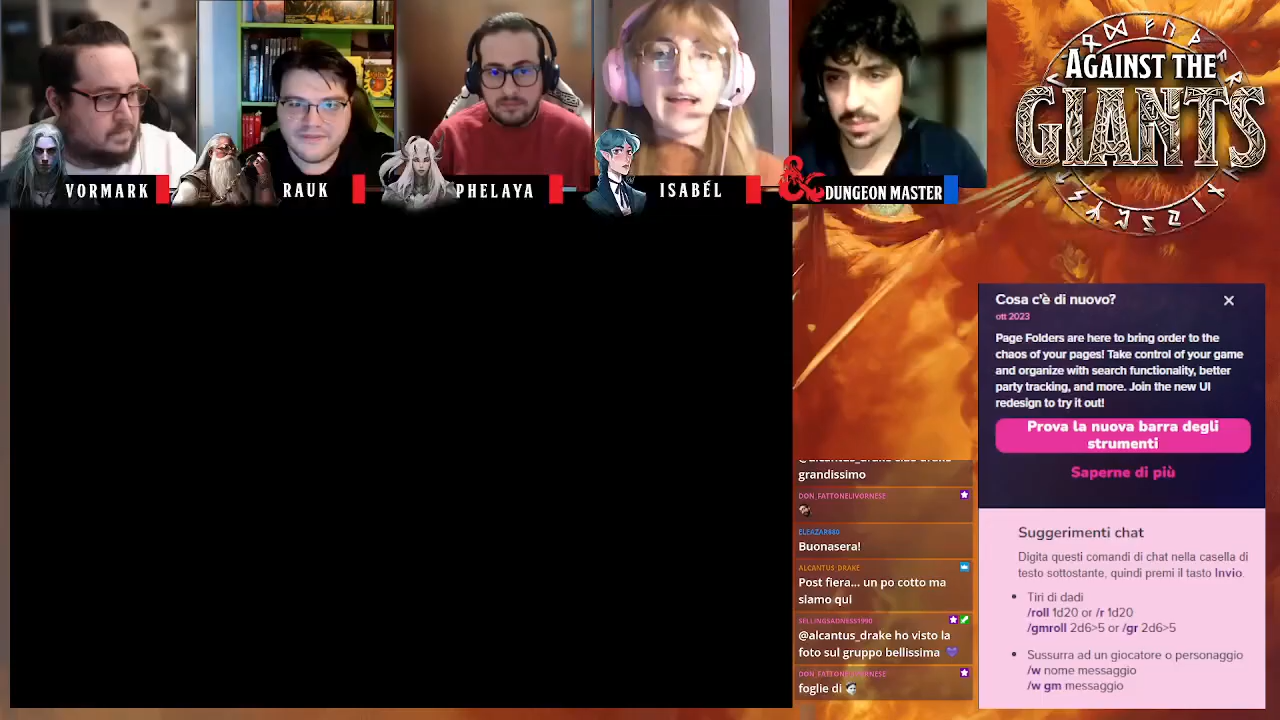 VORMARK
RAUK
PHELAYA
ISABÉL
DUNGEON MASTER
AGAINST THE
GIANTS
Cosa c'è di nuovo?
ott 2023
Page Folders are here to bring order to the
chaos of your pages! Take control of your game
and organize with search functionality, better
party tracking, and more. Join the new UI
redesign to try it out!
Prova la nuova barra degli
strumenti
Saperne di più
Suggerimenti chat
Digita questi comandi di chat nella casella di
testo sottostante, quindi premi il tasto Invio.
Tiri di dadi
/roll 1d20 or /r 1d20
/gmroll 2d6>5 or /gr 2d6>5
Sussurra ad un giocatore o personaggio
/w nome messaggio
/w gm messaggio
grandissimo
DON_FATTONELIVORNESE
ELEAZAR880
Buonasera!
ALCANTUS_DRAKE
Post fiera... un po cotto ma
siamo qui
SELLINGSADNESS1990
@alcantus_drake ho visto la
foto sul gruppo bellissima
DON_FATTONELIVORNESE
foglie di